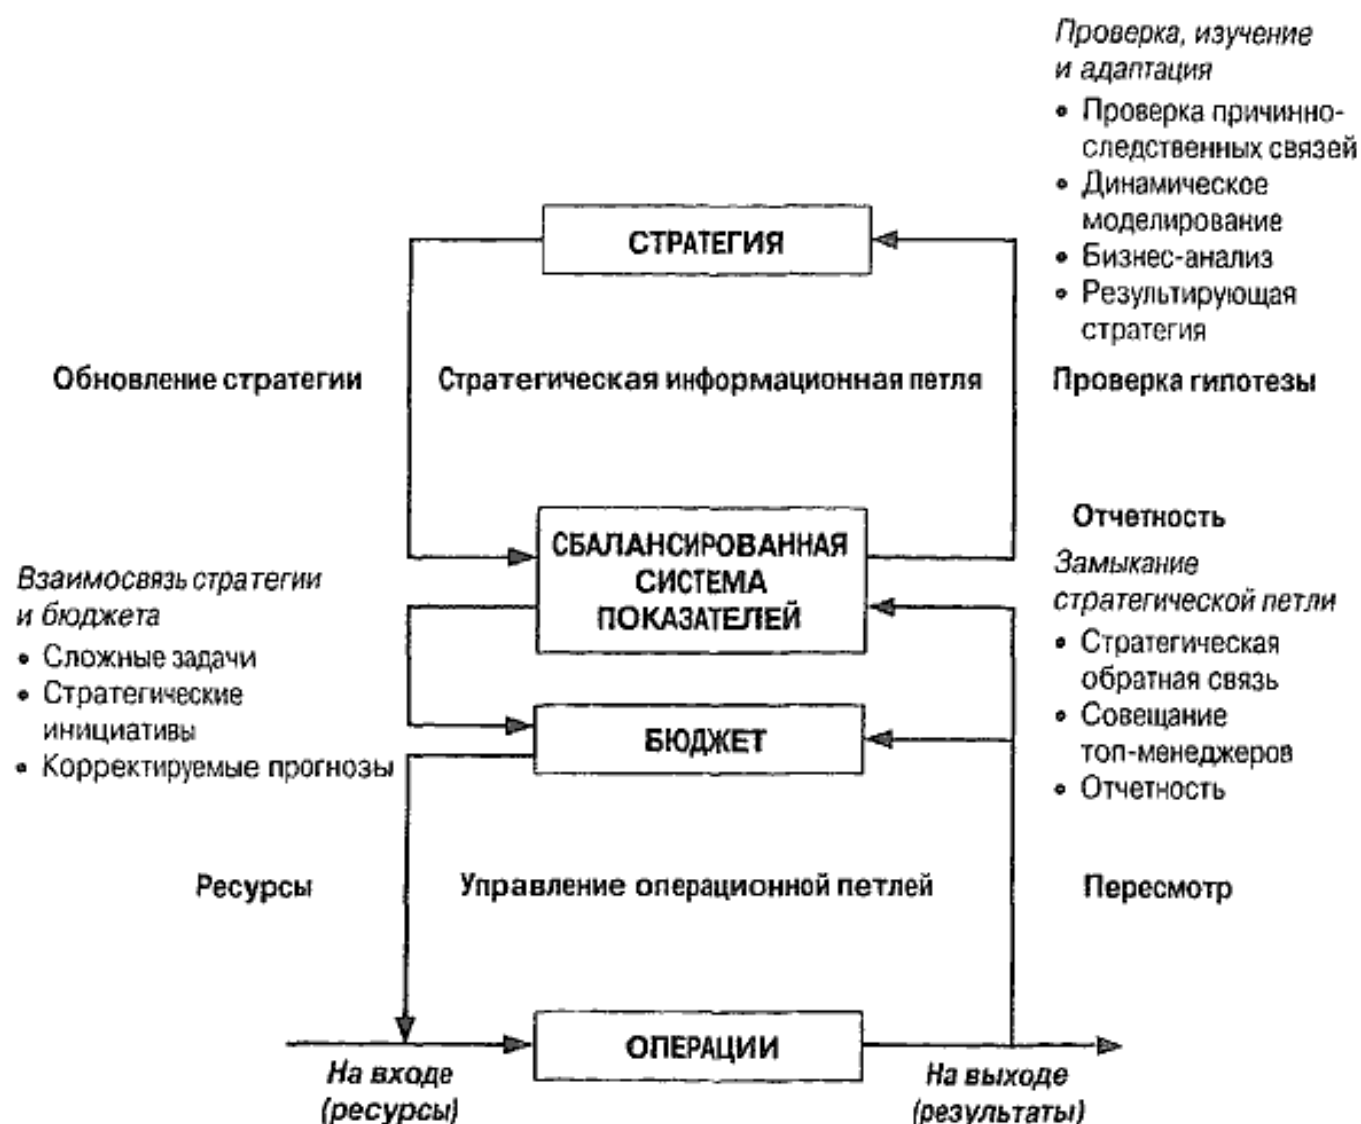 Проверка, изучение
и адаптация
• Проверка причинно-
следственных связей
• Динамическое
моделирование
• Бизнес-анализ
• Результирующая
стратегия
СТРАТЕГИЯ
Обновление стратегии
Стратегическая информационная петля
Проверка гипотезы
СБАЛАНСИРОВАННАЯ
СИСТЕМА
ПОКАЗАТЕЛЕЙ
Отчетность
Взаимосвязь стратегии
и бюджета
• Сложные задачи
• Стратегические
инициативы
• Корректируемые прогнозы
Замыкание
стратегической петли
• Стратегическая
обратная связь
• Совещание
топ-менеджеров
• Отчетность
БЮДЖЕТ
Ресурсы
Управление операционной петлей
Пересмотр
ОПЕРАЦИИ
На входе
(ресурсы)
На выходе
(результаты)